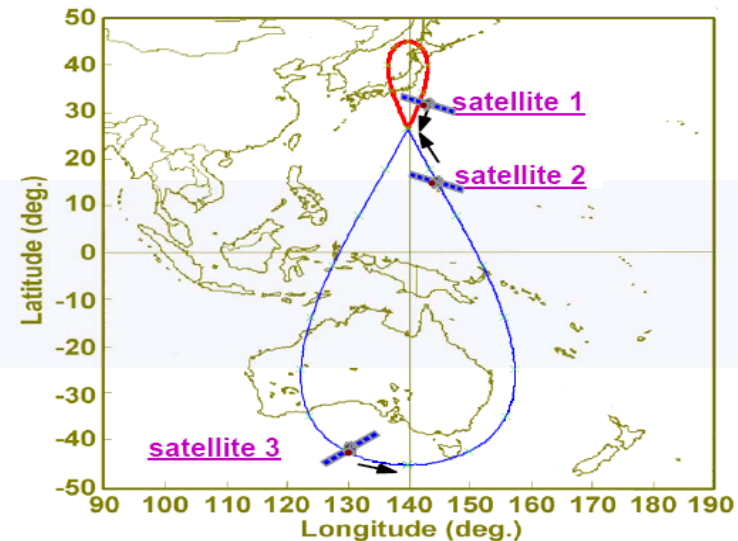 50
40
30
20
10
0
-10
-20
-30
-40
-50
Latitude (deg.)
satellite 1
satellite 2
satellite 3
90 100 110 120 130 140 150 160 170 180 190
Longitude (deg.)